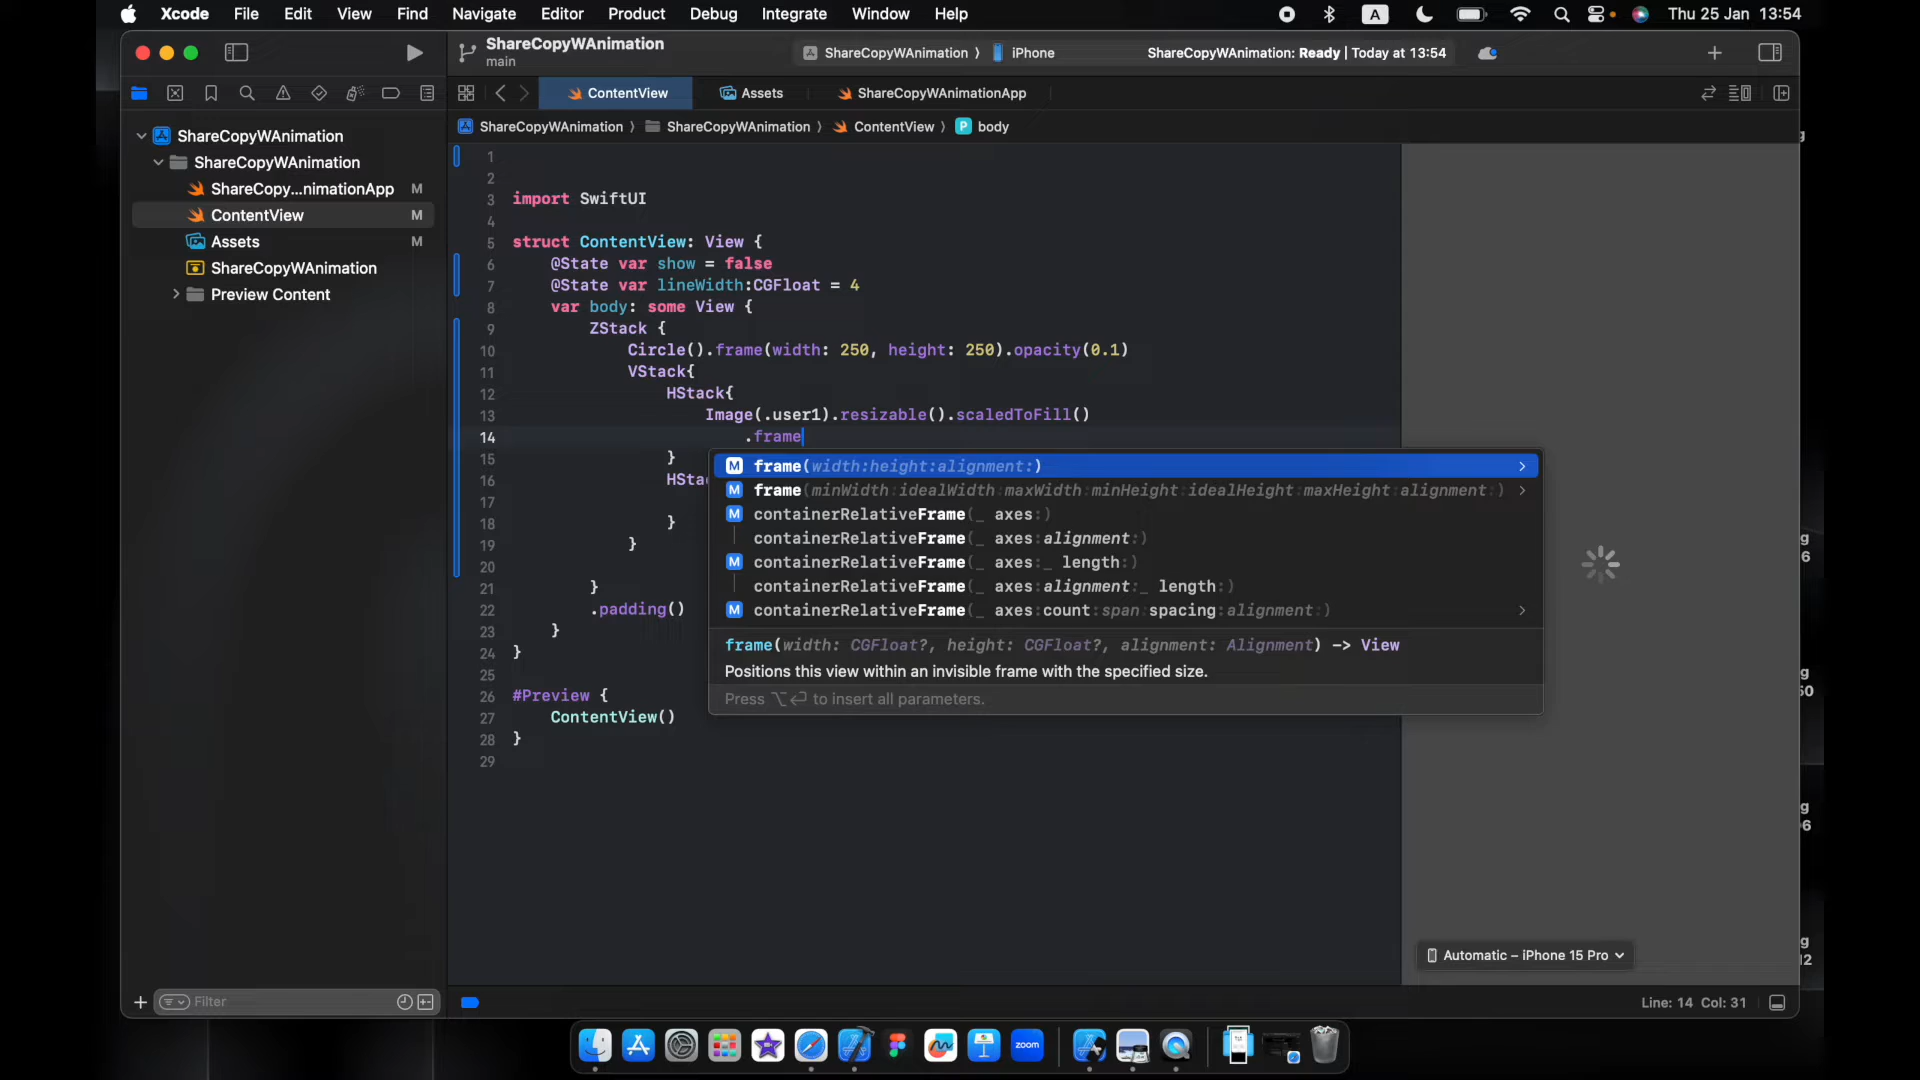 Xcode File Edit View Find Navigate Editor Product Debug Integrate Window Help A Thu 25 Jan 13:54
ShareCopyWAnimation
main
ShareCopyWAnimation ⟩ iPhone ShareCopyWAnimation: Ready | Today at 13:54
ContentView Assets ShareCopyWAnimationApp
ShareCopyWAnimation ⟩ ShareCopyWAnimation ⟩ ContentView ⟩ P body
ShareCopyWAnimation
ShareCopyWAnimation
ShareCopy...nimationApp M
ContentView M
Assets M
ShareCopyWAnimation
Preview Content
1
2
3 import SwiftUI
4
5 struct ContentView: View {
6 @State var show = false
7 @State var lineWidth:CGFloat = 4
8 var body: some View {
9 ZStack {
10 Circle().frame(width: 250, height: 250).opacity(0.1)
11 VStack{
12 HStack{
13 Image(.user1).resizable().scaledToFill()
14 .frame
15 }
16 HSta
17
18 }
19 }
20
21 }
22 .padding()
23 }
24 }
25
26 #Preview {
27 ContentView()
28 }
29
M frame(width:height:alignment:)
M frame(minWidth:idealWidth:maxWidth:minHeight:idealHeight:maxHeight:alignment:)
M containerRelativeFrame(_ axes:)
containerRelativeFrame(_ axes:alignment:)
M containerRelativeFrame(_ axes:_ length:)
containerRelativeFrame(_ axes:alignment:_ length:)
M containerRelativeFrame(_ axes:count:span:spacing:alignment:)
frame(width: CGFloat?, height: CGFloat?, alignment: Alignment) -> View
Positions this view within an invisible frame with the specified size.
Press ⌥↩ to insert all parameters.
g
g
6
g
50
g
6
g
12
Automatic – iPhone 15 Pro
Filter
Line: 14 Col: 31
zoom